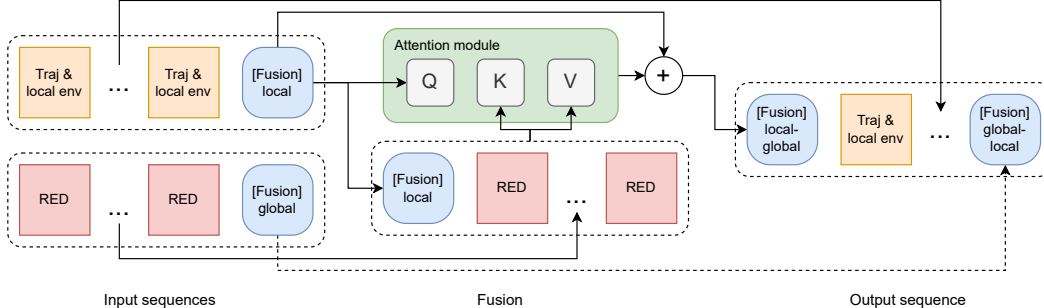 Traj &
local env
...
Traj &
local env
[Fusion]
local
Attention module
Q
K
V
+
[Fusion]
local-
global
Traj &
local env
...
[Fusion]
global-
local
RED
...
RED
[Fusion]
global
[Fusion]
local
RED
...
RED
Input sequences
Fusion
Output sequence